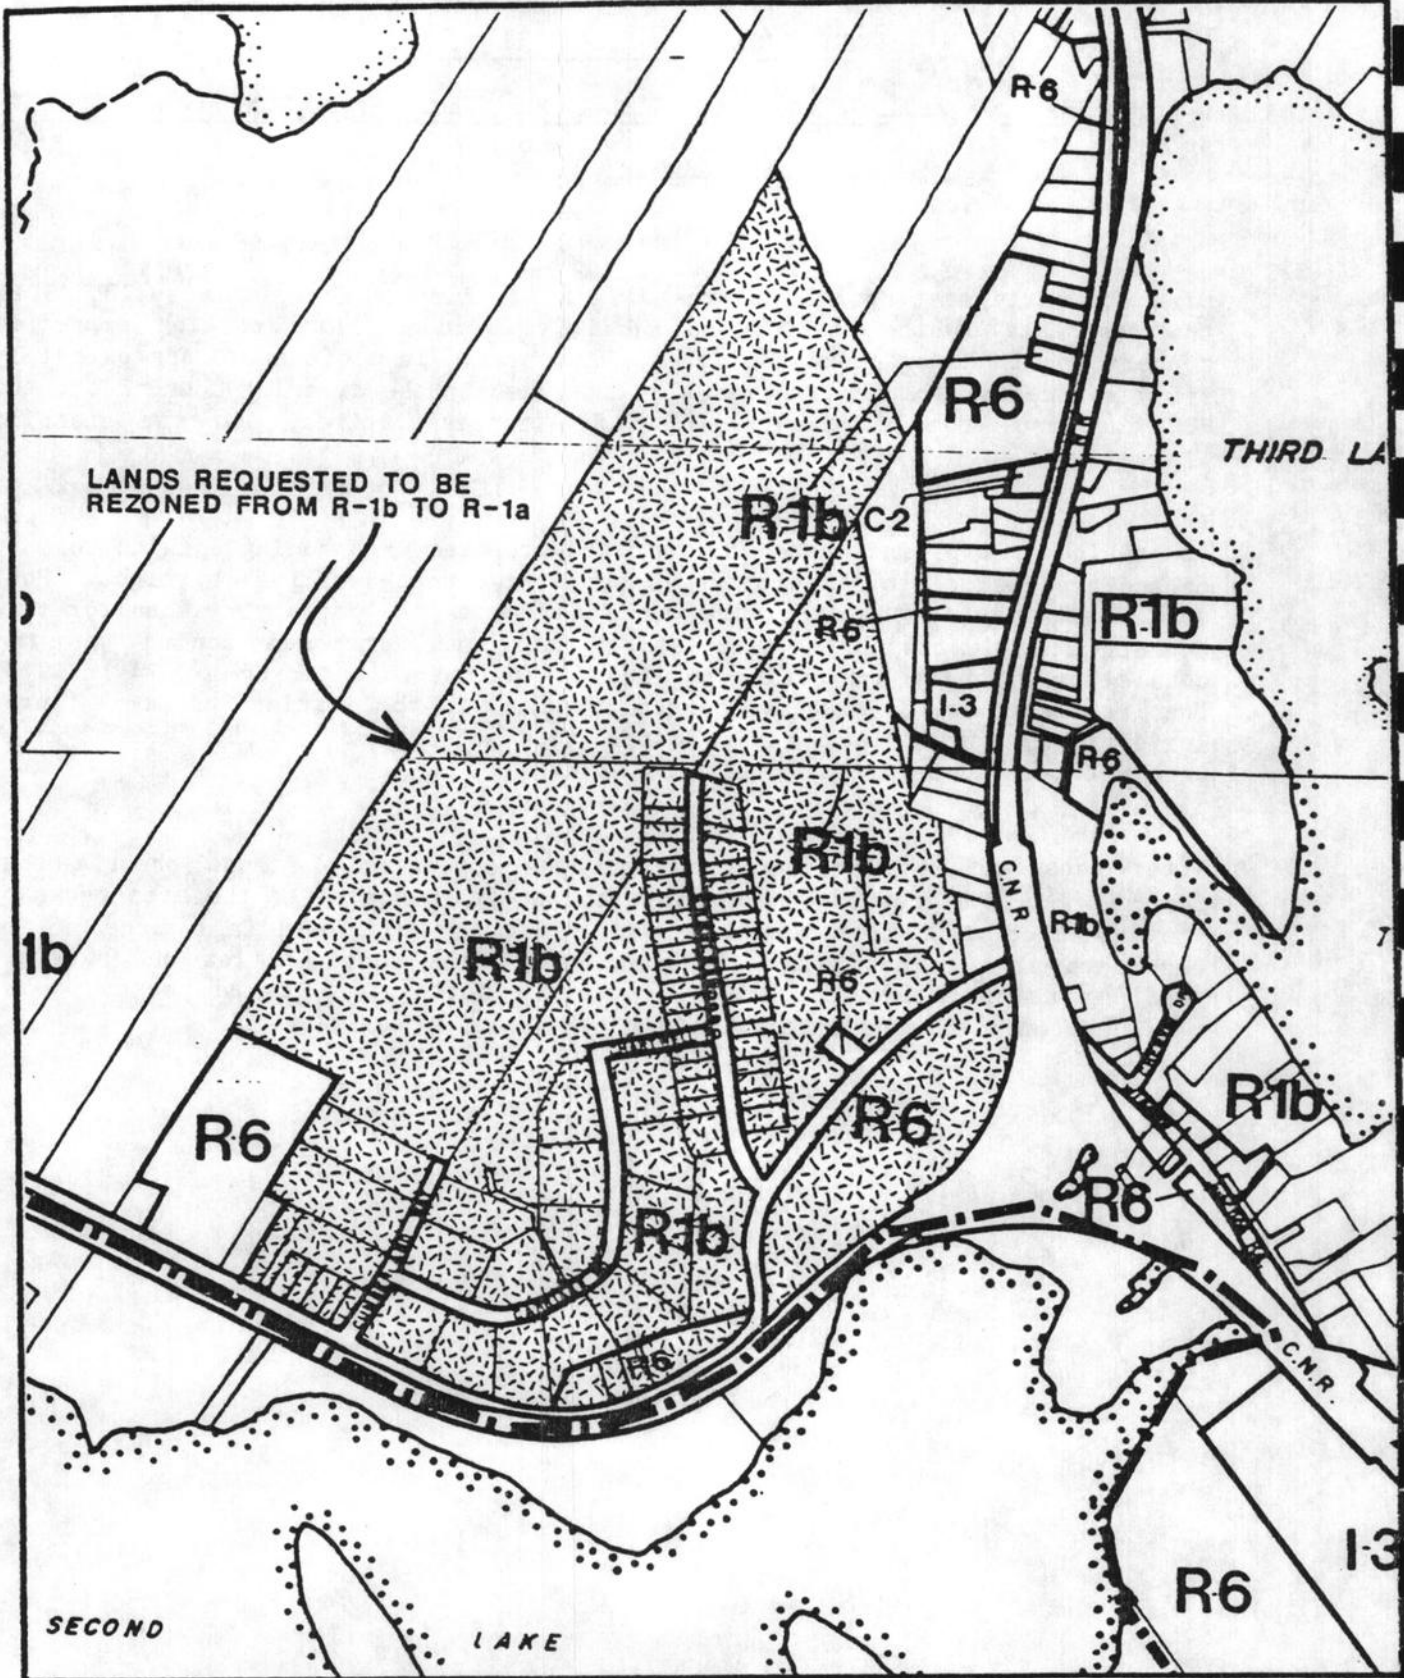 R-6
R-6
THIRD LA
LANDS REQUESTED TO BE
REZONED FROM R-1b TO R-1a
R-1b
C-2
R-1b
R-6
I-3
R-6
R-1b
C.N.R
1b
R-1b
R-1b
R-6
R-6
R-1b
R-6
R-6
R-1b
R-6
C.N.R.
I-3
R-6
SECOND
LAKE